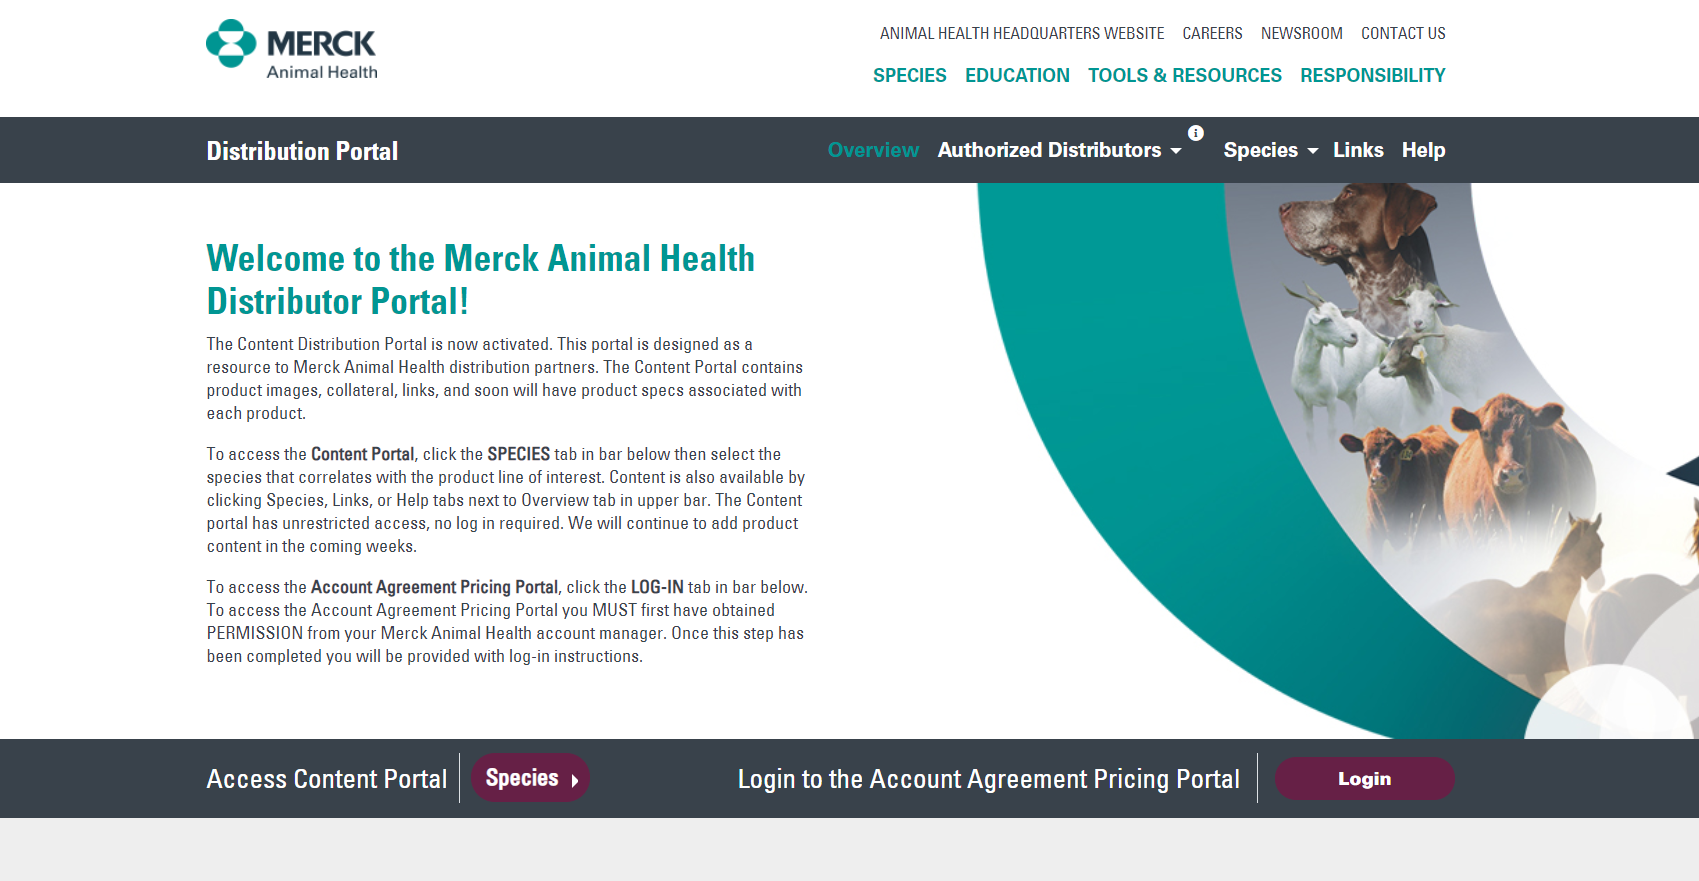 MERCK
Animal Health
ANIMAL HEALTH HEADQUARTERS WEBSITE CAREERS NEWSROOM CONTACT US
SPECIES EDUCATION TOOLS & RESOURCES RESPONSIBILITY
Distribution Portal
Overview Authorized Distributors i Species Links Help
Welcome to the Merck Animal Health
Distributor Portal!
The Content Distribution Portal is now activated. This portal is designed as a
resource to Merck Animal Health distribution partners. The Content Portal contains
product images, collateral, links, and soon will have product specs associated with
each product.
To access the Content Portal, click the SPECIES tab in bar below then select the
species that correlates with the product line of interest. Content is also available by
clicking Species, Links, or Help tabs next to Overview tab in upper bar. The Content
portal has unrestricted access, no log in required. We will continue to add product
content in the coming weeks.
To access the Account Agreement Pricing Portal, click the LOG-IN tab in bar below.
To access the Account Agreement Pricing Portal you MUST first have obtained
PERMISSION from your Merck Animal Health account manager. Once this step has
been completed you will be provided with log-in instructions.
Access Content Portal Species
Login to the Account Agreement Pricing Portal Login